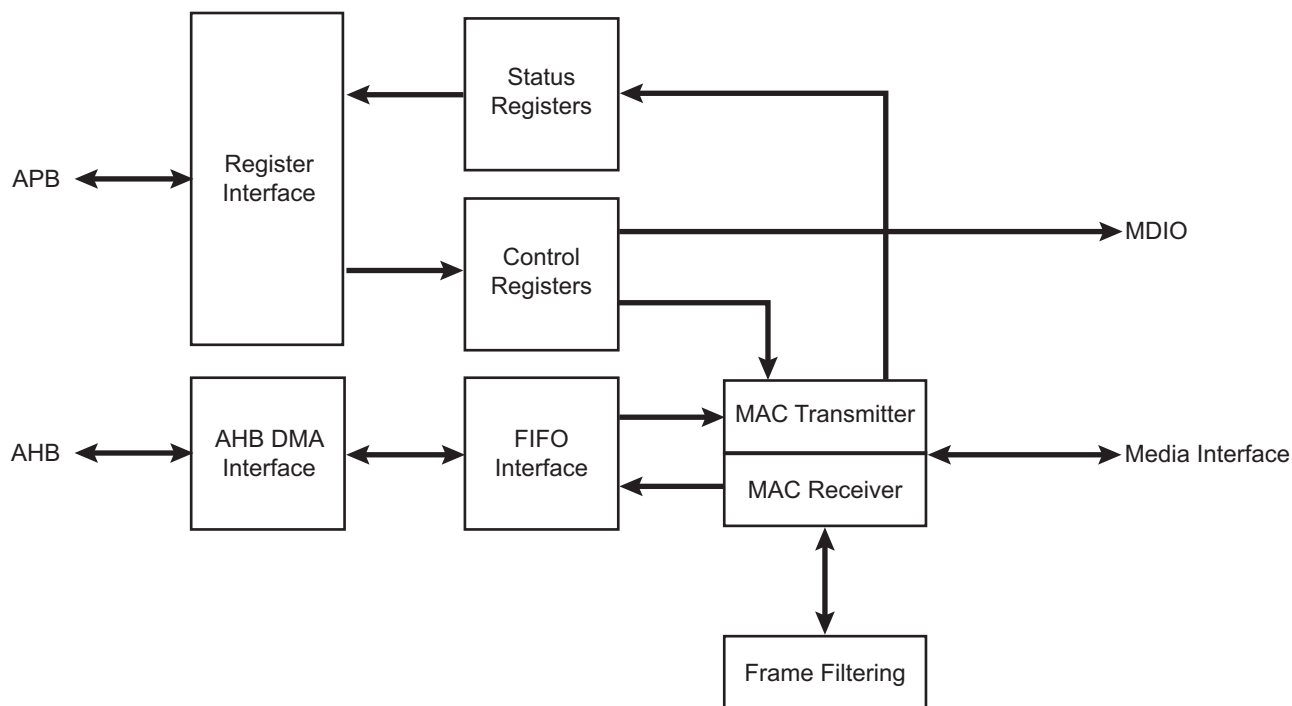 Status
Registers
APB
Register
Interface
MDIO
Control
Registers
MAC Transmitter
AHB
AHB DMA
Interface
FIFO
Interface
Media Interface
MAC Receiver
Frame Filtering